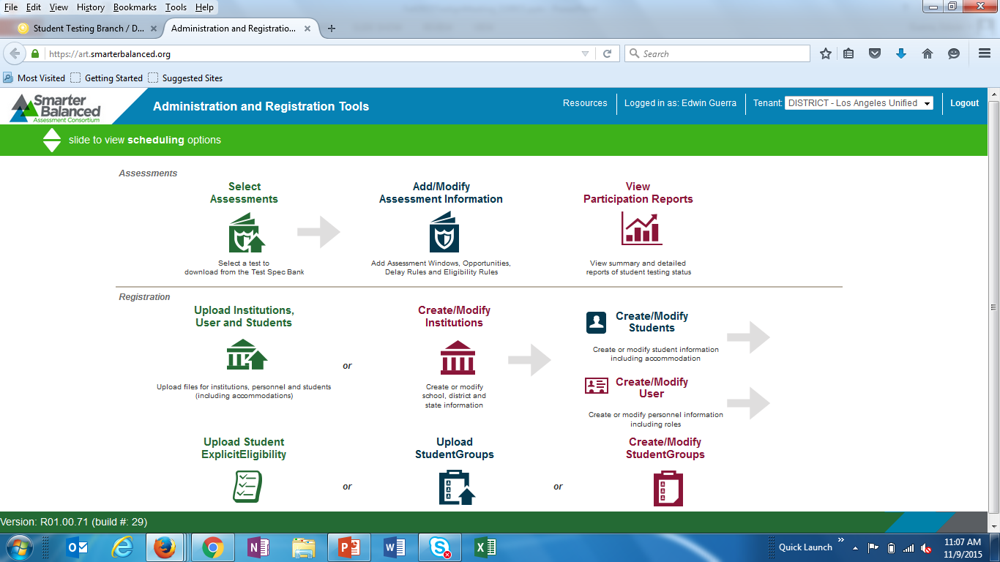 File Edit View History Bookmarks Tools Help
Student Testing Branch / D... × Administration and Registratio... × +
https://art.smarterbalanced.org Search
Most Visited Getting Started Suggested Sites
Smarter Balanced Assessment Consortium
Administration and Registration Tools
Resources Logged in as: Edwin Guerra Tenant: DISTRICT - Los Angeles Unified Logout
slide to view scheduling options
Assessments
Select
Assessments
Select a test to
download from the Test Spec Bank
Add/Modify
Assessment Information
Add Assessment Windows, Opportunities,
Delay Rules and Eligibility Rules
View
Participation Reports
View summary and detailed
reports of student testing status
Registration
Upload Institutions,
User and Students
Upload files for institutions, personnel and students
(including accommodations)
or
Create/Modify
Institutions
Create or modify
school, district and
state information
Create/Modify
Students
Create or modify student information
including accommodation
Create/Modify
User
Create or modify personnel information
including roles
Upload Student
ExplicitEligibility
or
Upload
StudentGroups
or
Create/Modify
StudentGroups
Version: R01.00.71 (build #: 29)
Quick Launch »
11:07 AM
11/9/2015